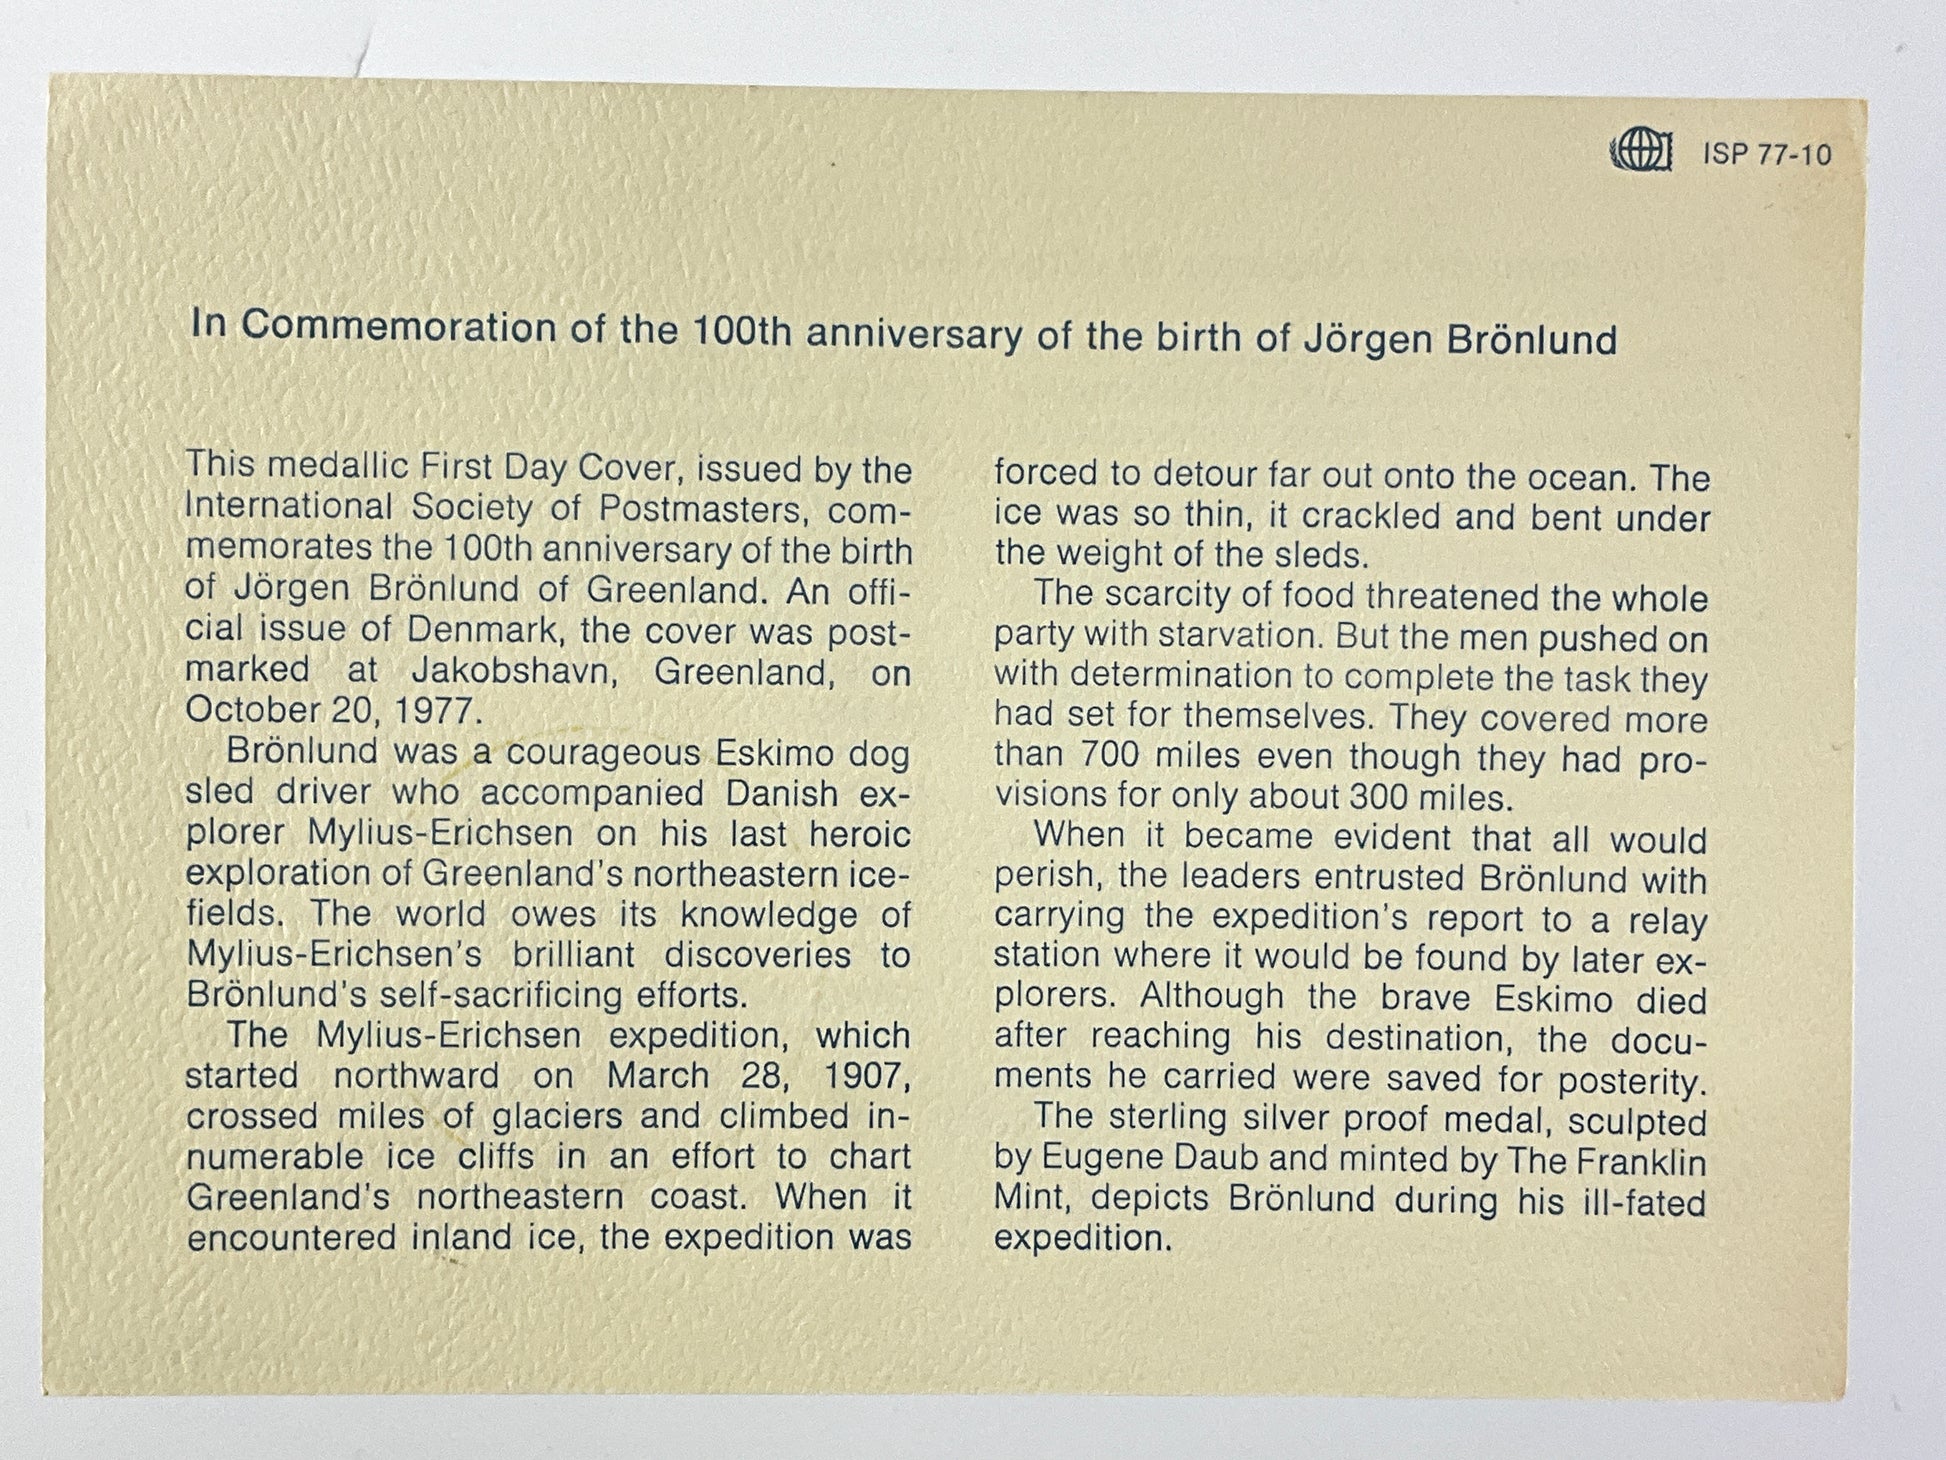 ISP 77-10
In Commemoration of the 100th anniversary of the birth of Jörgen Brönlund
This medallic First Day Cover, issued by the
International Society of Postmasters, com-
memorates the 100th anniversary of the birth
of Jörgen Brönlund of Greenland. An offi-
cial issue of Denmark, the cover was post-
marked at Jakobshavn, Greenland, on
October 20, 1977.
Brönlund was a courageous Eskimo dog
sled driver who accompanied Danish ex-
plorer Mylius-Erichsen on his last heroic
exploration of Greenland's northeastern ice-
fields. The world owes its knowledge of
Mylius-Erichsen's brilliant discoveries to
Brönlund's self-sacrificing efforts.
The Mylius-Erichsen expedition, which
started northward on March 28, 1907,
crossed miles of glaciers and climbed in-
numerable ice cliffs in an effort to chart
Greenland's northeastern coast. When it
encountered inland ice, the expedition was
forced to detour far out onto the ocean. The
ice was so thin, it crackled and bent under
the weight of the sleds.
The scarcity of food threatened the whole
party with starvation. But the men pushed on
with determination to complete the task they
had set for themselves. They covered more
than 700 miles even though they had pro-
visions for only about 300 miles.
When it became evident that all would
perish, the leaders entrusted Brönlund with
carrying the expedition's report to a relay
station where it would be found by later ex-
plorers. Although the brave Eskimo died
after reaching his destination, the docu-
ments he carried were saved for posterity.
The sterling silver proof medal, sculpted
by Eugene Daub and minted by The Franklin
Mint, depicts Brönlund during his ill-fated
expedition.